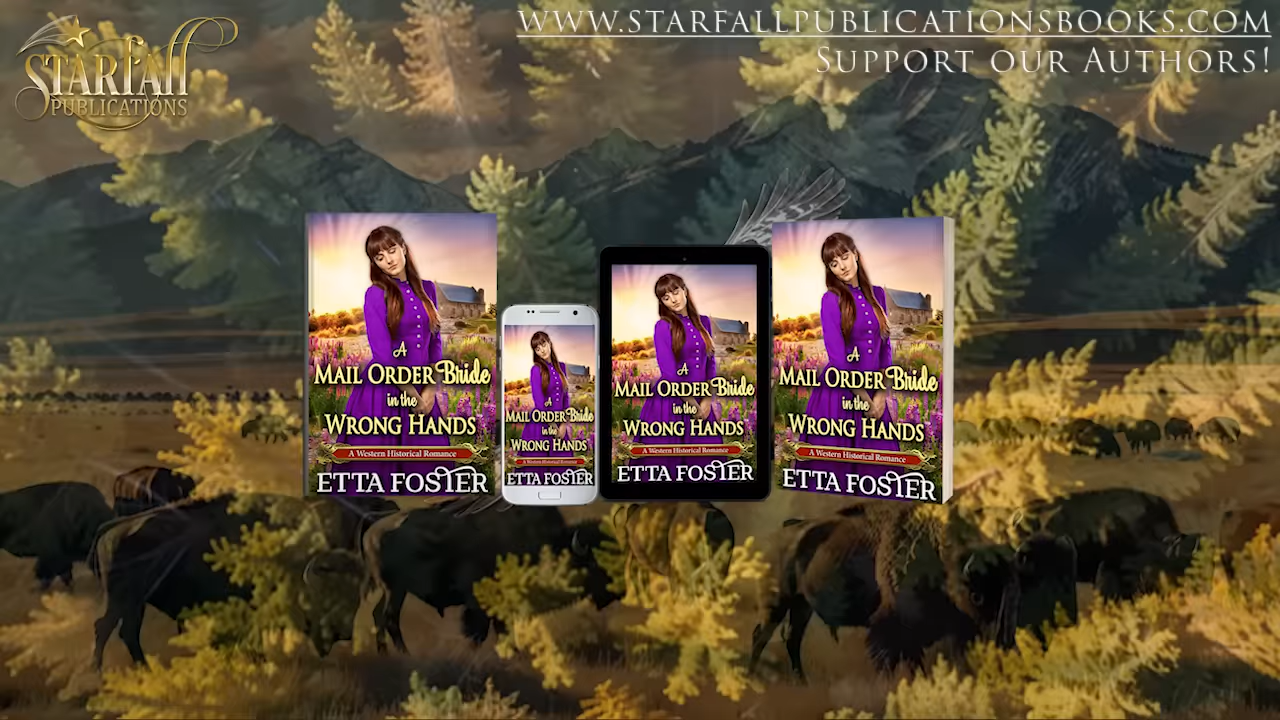 STARFALL
PUBLICATIONS
WWW.STARFALLPUBLICATIONSBOOKS.COM
SUPPORT OUR AUTHORS!
A
MAIL ORDER Bride
in the
WRONG HANDS
A Western Historical Romance
ETTA FOSTER
A
MAIL ORDER Bride
in the
WRONG HANDS
A Western Historical Romance
ETTA FOSTER
A
MAIL ORDER Bride
in the
WRONG HANDS
A Western Historical Romance
ETTA FOSTER
A
MAIL ORDER Bride
in the
WRONG HANDS
A Western Historical Romance
ETTA FOSTER